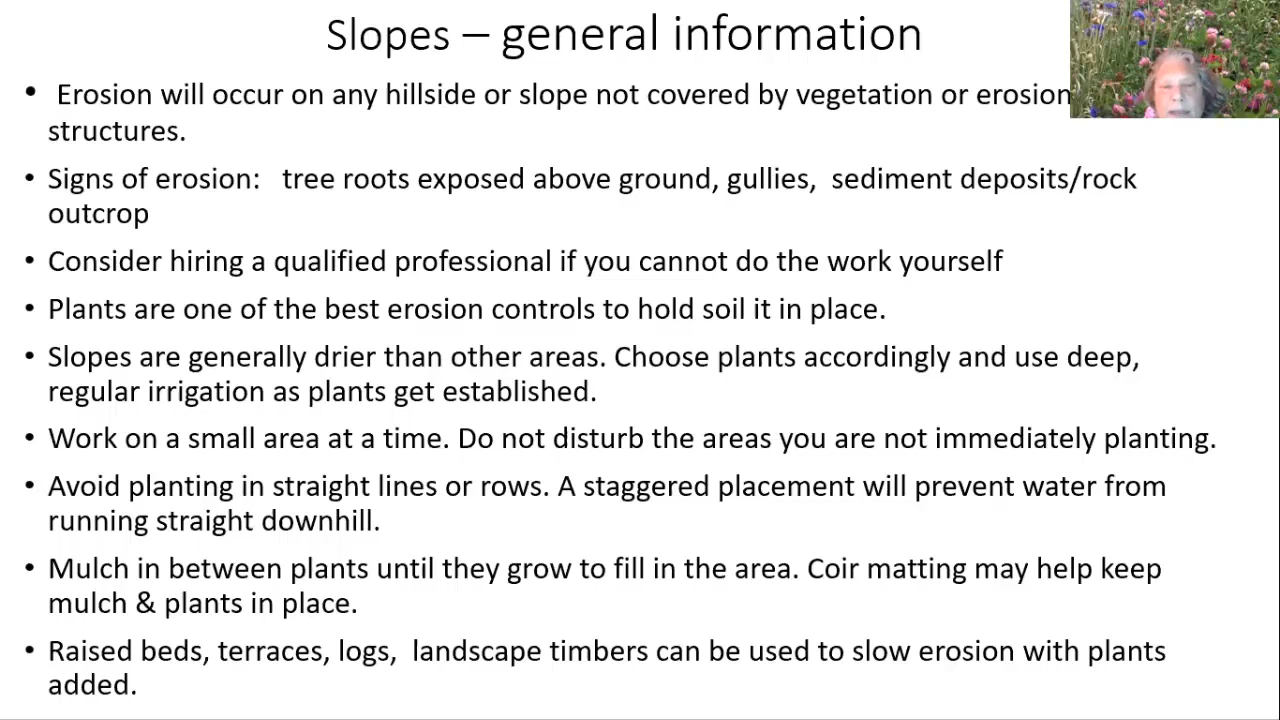 Slopes – general information
• Erosion will occur on any hillside or slope not covered by vegetation or erosion
structures.
• Signs of erosion: tree roots exposed above ground, gullies, sediment deposits/rock
outcrop
• Consider hiring a qualified professional if you cannot do the work yourself
• Plants are one of the best erosion controls to hold soil it in place.
• Slopes are generally drier than other areas. Choose plants accordingly and use deep,
regular irrigation as plants get established.
• Work on a small area at a time. Do not disturb the areas you are not immediately planting.
• Avoid planting in straight lines or rows. A staggered placement will prevent water from
running straight downhill.
• Mulch in between plants until they grow to fill in the area. Coir matting may help keep
mulch & plants in place.
• Raised beds, terraces, logs, landscape timbers can be used to slow erosion with plants
added.